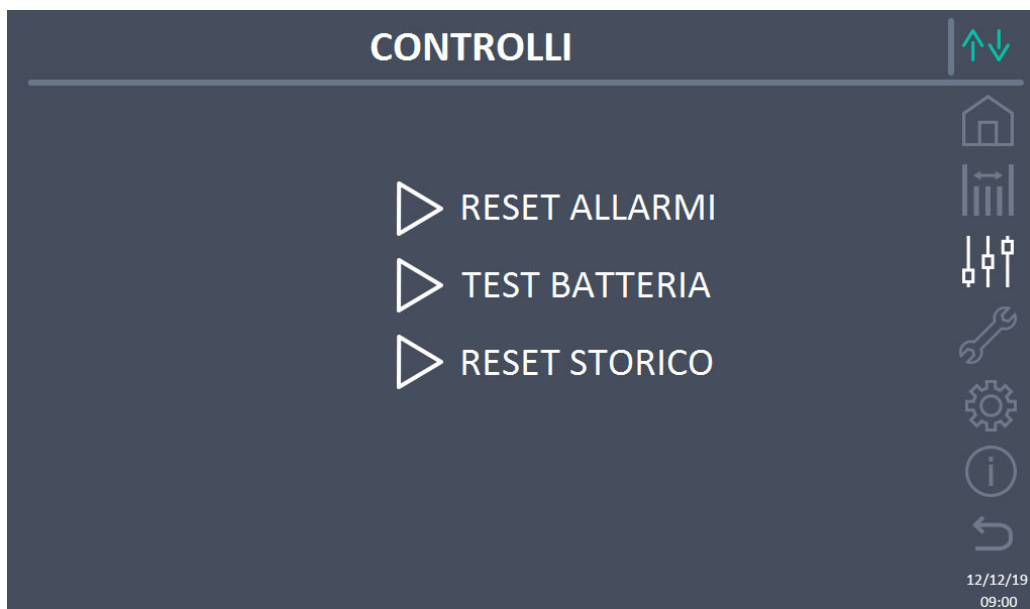 CONTROLLI
RESET ALLARMI
TEST BATTERIA
RESET STORICO
12/12/19
09:00